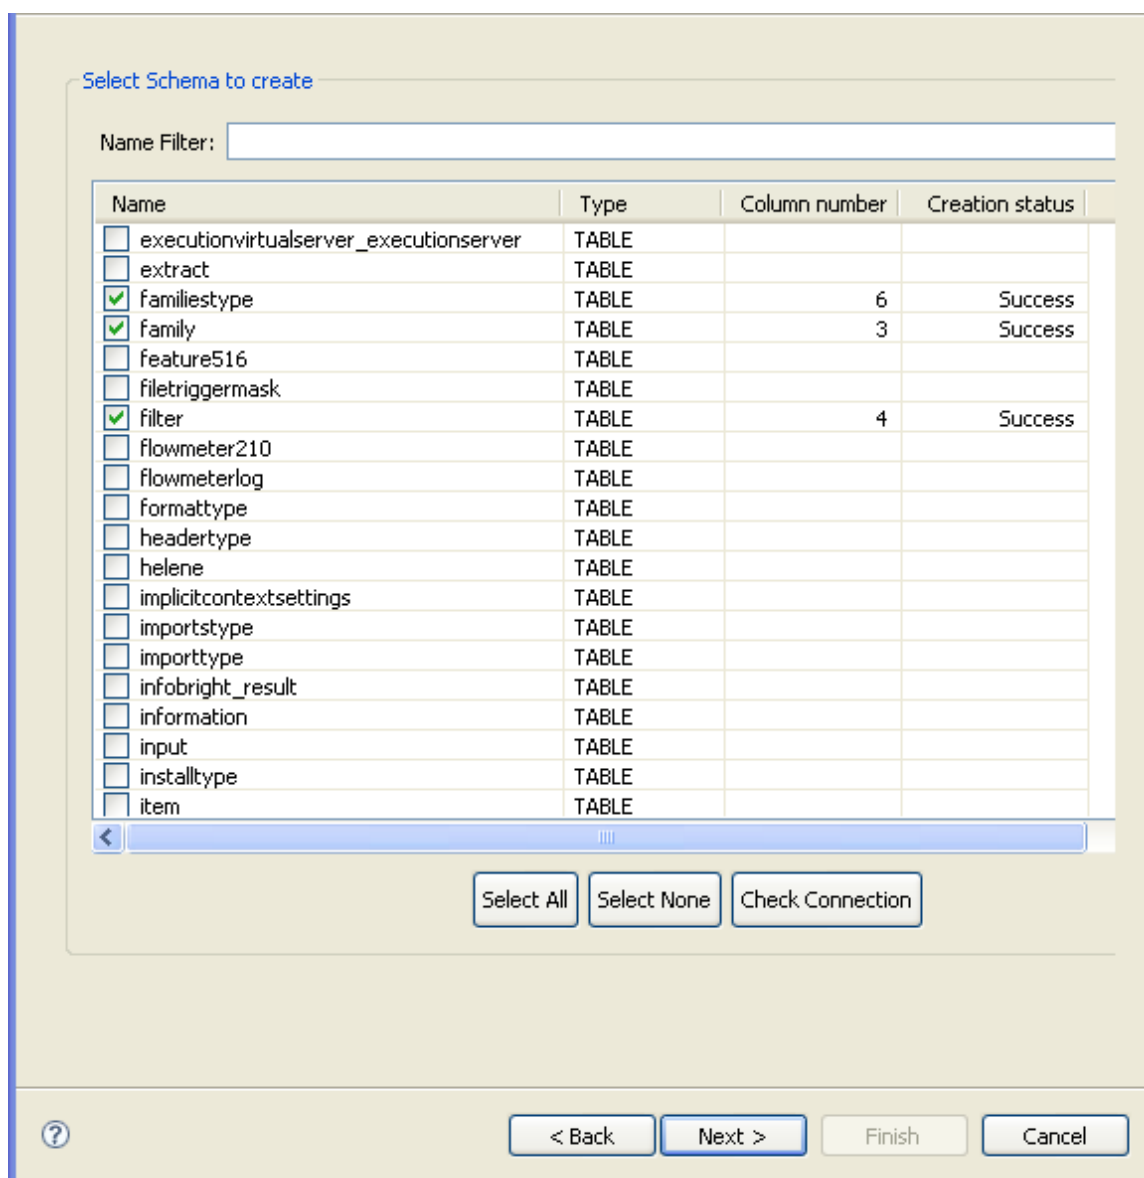 Select Schema to create
Name Filter:
Name Type Column number Creation status
executionvirtualserver_executionserver TABLE
extract TABLE
familiestype TABLE 6 Success
family TABLE 3 Success
feature516 TABLE
filetriggermask TABLE
filter TABLE 4 Success
flowmeter210 TABLE
flowmeterlog TABLE
formattype TABLE
headertype TABLE
helene TABLE
implicitcontextsettings TABLE
importstype TABLE
importtype TABLE
infobright_result TABLE
information TABLE
input TABLE
installtype TABLE
item TABLE
Select All Select None Check Connection
? < Back Next > Finish Cancel